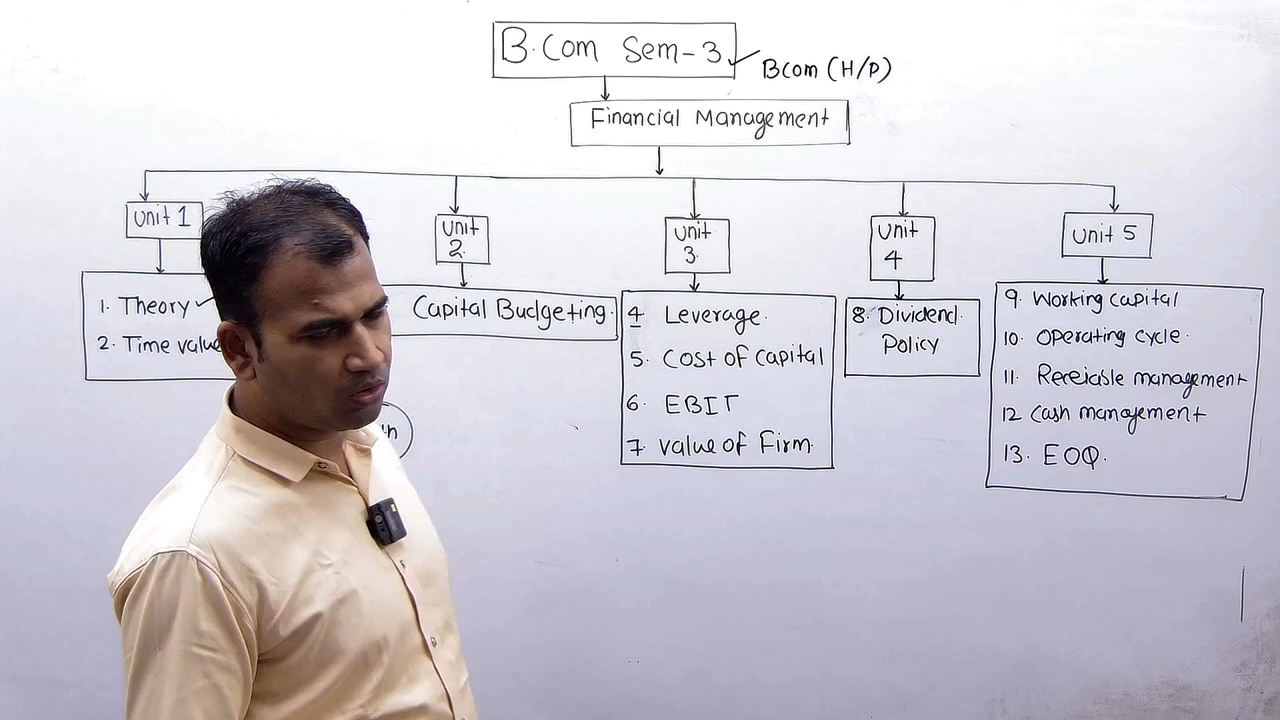 B.Com Sem-3
Bcom (H/P)
Financial Management
Unit 1
1. Theory
2. Time value
Unit
2.
Capital Budgeting.
Unit
3.
4 Leverage.
5. Cost of capital
6. EBIT
7. Value of Firm.
Unit
4
8. Dividend.
Policy
Unit 5
9. Working capital
10. Operating cycle.
11. Rereiable management
12 Cash management
13. EOQ.